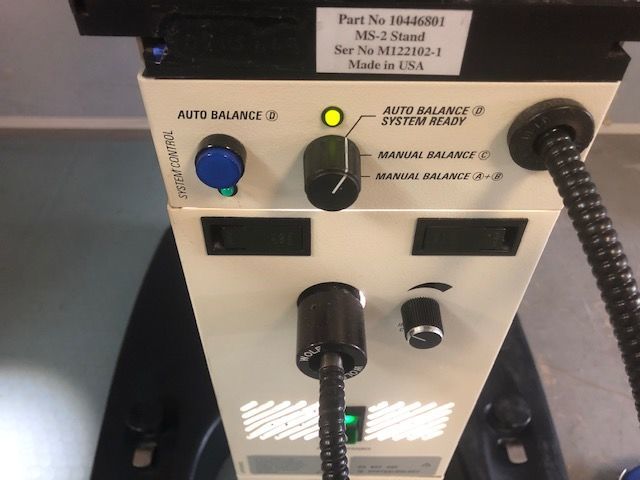 Part No 10446801
MS-2 Stand
Ser No M122102-1
Made in USA
AUTO BALANCE Ⓓ
SYSTEM CONTROL
AUTO BALANCE Ⓓ
SYSTEM READY
MANUAL BALANCE Ⓒ
MANUAL BALANCE Ⓐ+Ⓑ